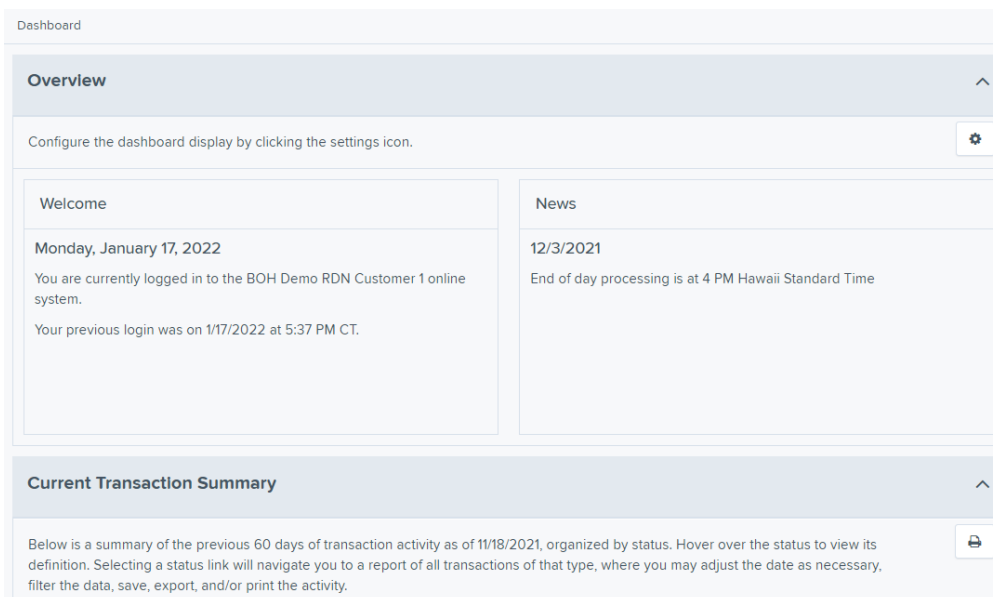 Dashboard
Overview
Configure the dashboard display by clicking the settings icon.
Welcome
Monday, January 17, 2022
You are currently logged in to the BOH Demo RDN Customer 1 online
system.
Your previous login was on 1/17/2022 at 5:37 PM CT.
News
12/3/2021
End of day processing is at 4 PM Hawaii Standard Time
Current Transaction Summary
Below is a summary of the previous 60 days of transaction activity as of 11/18/2021, organized by status. Hover over the status to view its
definition. Selecting a status link will navigate you to a report of all transactions of that type, where you may adjust the date as necessary,
filter the data, save, export, and/or print the activity.